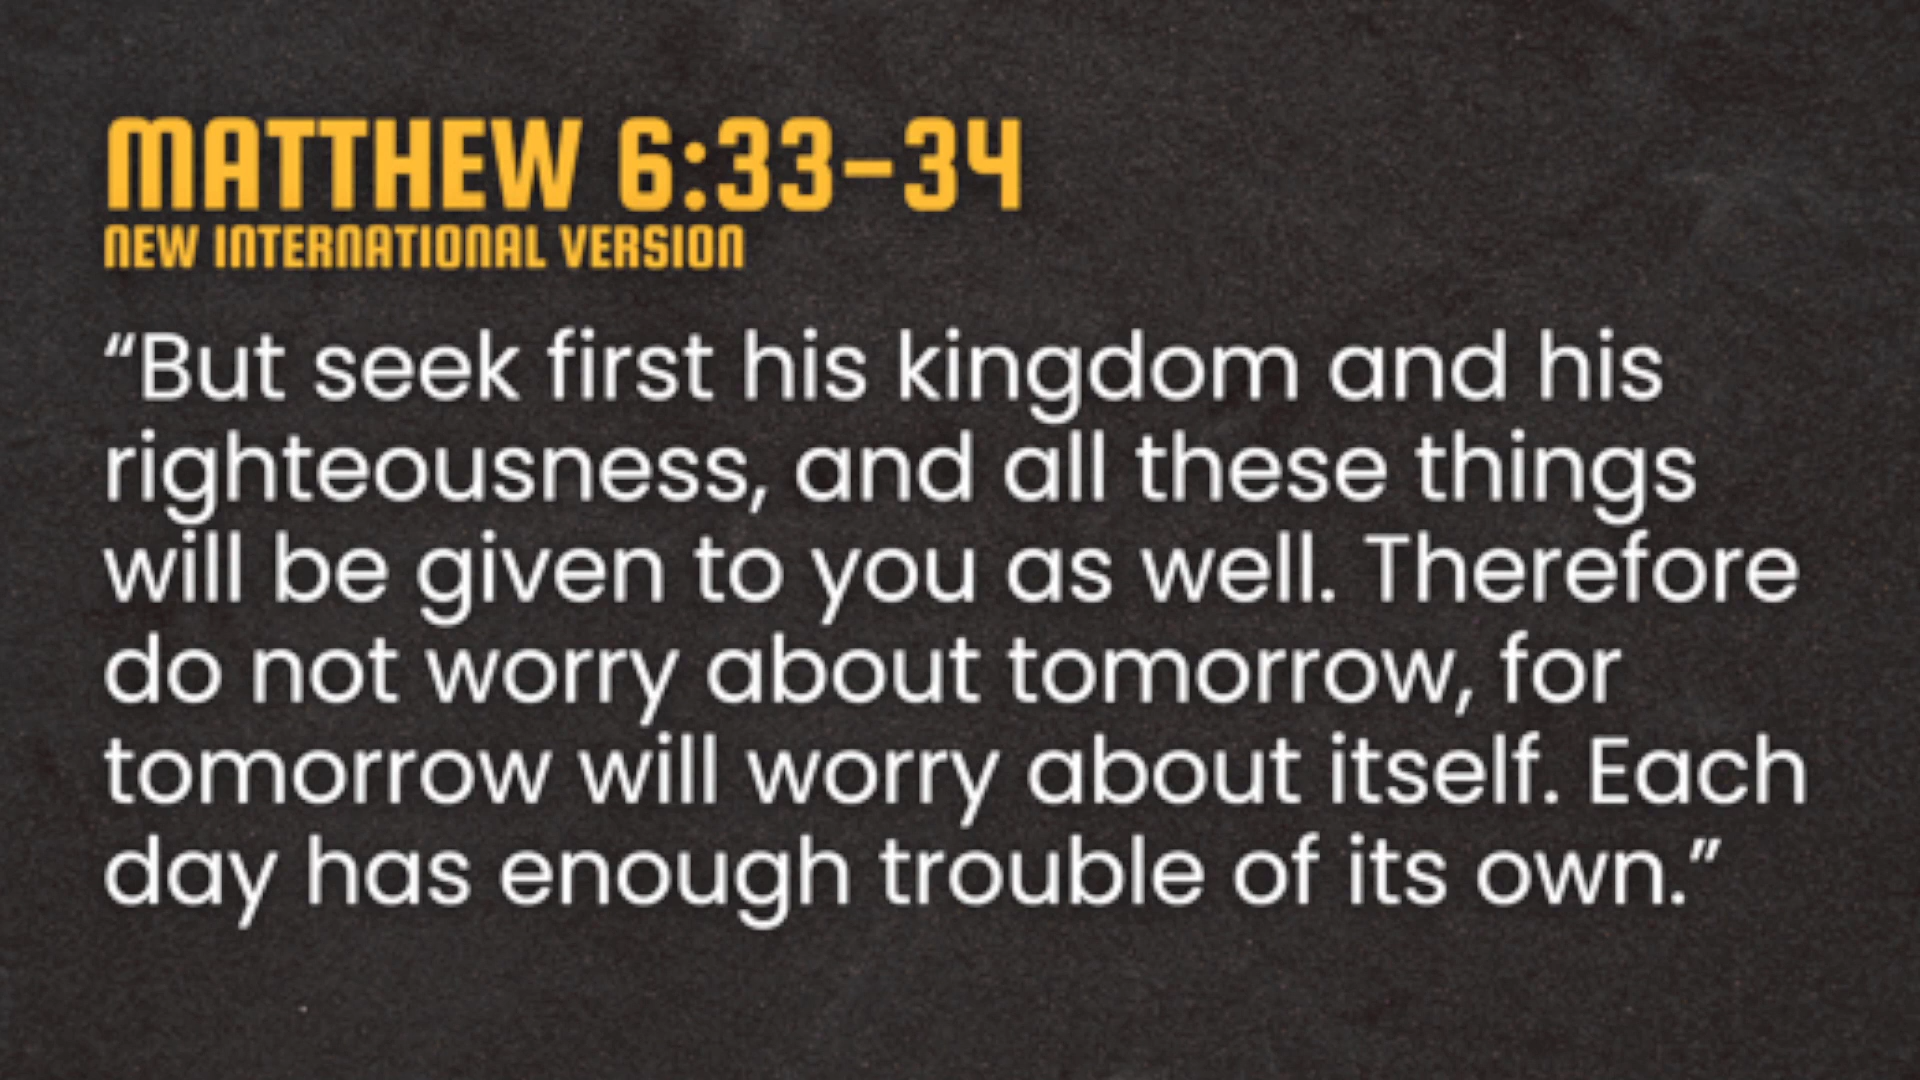 MATTHEW 6:33-34
NEW INTERNATIONAL VERSION
“But seek first his kingdom and his
righteousness, and all these things
will be given to you as well. Therefore
do not worry about tomorrow, for
tomorrow will worry about itself. Each
day has enough trouble of its own.”